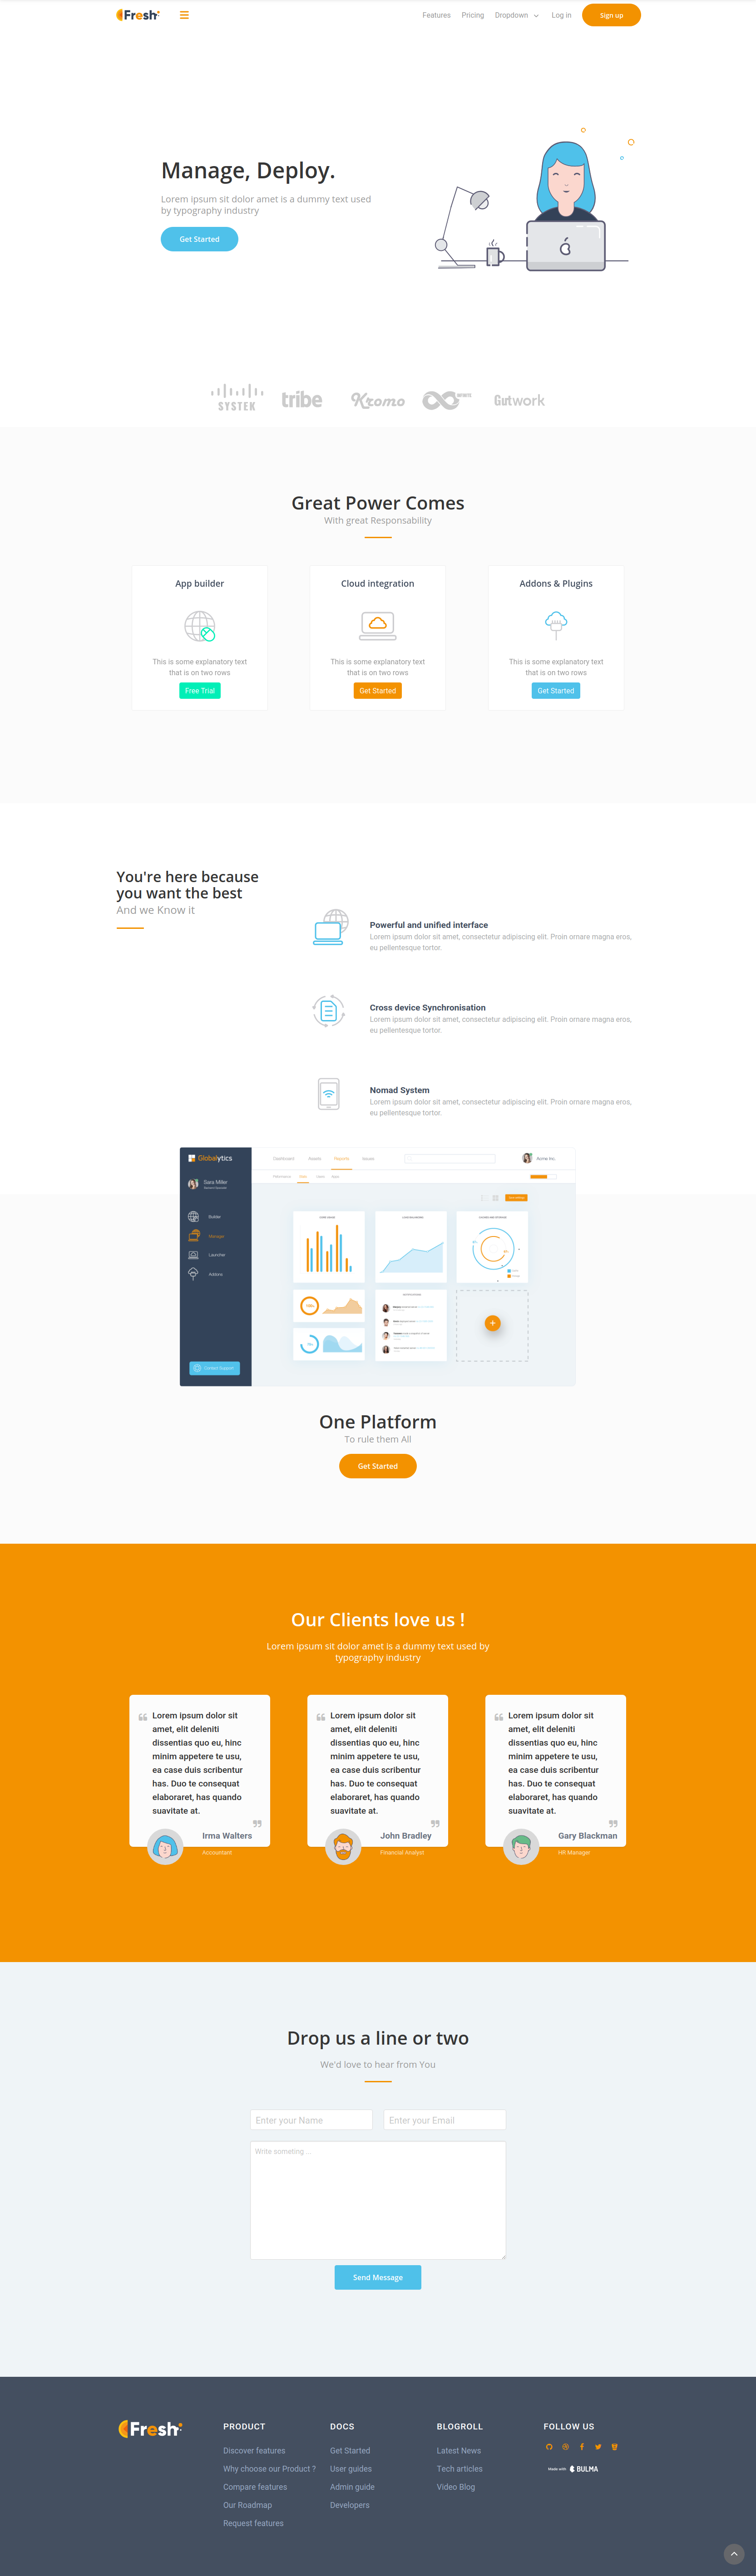 Fresh
Features
Pricing
Dropdown
Log in
Sign up
Manage, Deploy.
Lorem ipsum sit dolor amet is a dummy text used
by typography industry
Get Started
SYSTEK
tribe
Kromo
Gutwork
Great Power Comes
With great Responsability
App builder
This is some explanatory text
that is on two rows
Free Trial
Cloud integration
This is some explanatory text
that is on two rows
Get Started
Addons & Plugins
This is some explanatory text
that is on two rows
Get Started
You're here because
you want the best
And we Know it
Powerful and unified interface
Lorem ipsum dolor sit amet, consectetur adipiscing elit. Proin ornare magna eros,
eu pellentesque tortor.
Cross device Synchronisation
Lorem ipsum dolor sit amet, consectetur adipiscing elit. Proin ornare magna eros,
eu pellentesque tortor.
Nomad System
Lorem ipsum dolor sit amet, consectetur adipiscing elit. Proin ornare magna eros,
eu pellentesque tortor.
Globalytics
Dashboard
Assets
Reports
Issues
Acme Inc.
Sara Miller
Builder
Manager
Launcher
Addons
Contact Support
One Platform
To rule them All
Get Started
Our Clients love us !
Lorem ipsum sit dolor amet is a dummy text used by
typography industry
Lorem ipsum dolor sit
amet, elit deleniti
dissentias quo eu, hinc
minim appetere te usu,
ea case duis scribentur
has. Duo te consequat
elaboraret, has quando
suavitate at.
Irma Walters
Accountant
Lorem ipsum dolor sit
amet, elit deleniti
dissentias quo eu, hinc
minim appetere te usu,
ea case duis scribentur
has. Duo te consequat
elaboraret, has quando
suavitate at.
John Bradley
Financial Analyst
Lorem ipsum dolor sit
amet, elit deleniti
dissentias quo eu, hinc
minim appetere te usu,
ea case duis scribentur
has. Duo te consequat
elaboraret, has quando
suavitate at.
Gary Blackman
HR Manager
Drop us a line or two
We'd love to hear from You
Enter your Name
Enter your Email
Write someting...
Send Message
Fresh
PRODUCT
Discover features
Why choose our Product ?
Compare features
Our Roadmap
Request features
DOCS
Get Started
User guides
Admin guide
Developers
BLOGROLL
Latest News
Tech articles
Video Blog
FOLLOW US
Made with BULMA